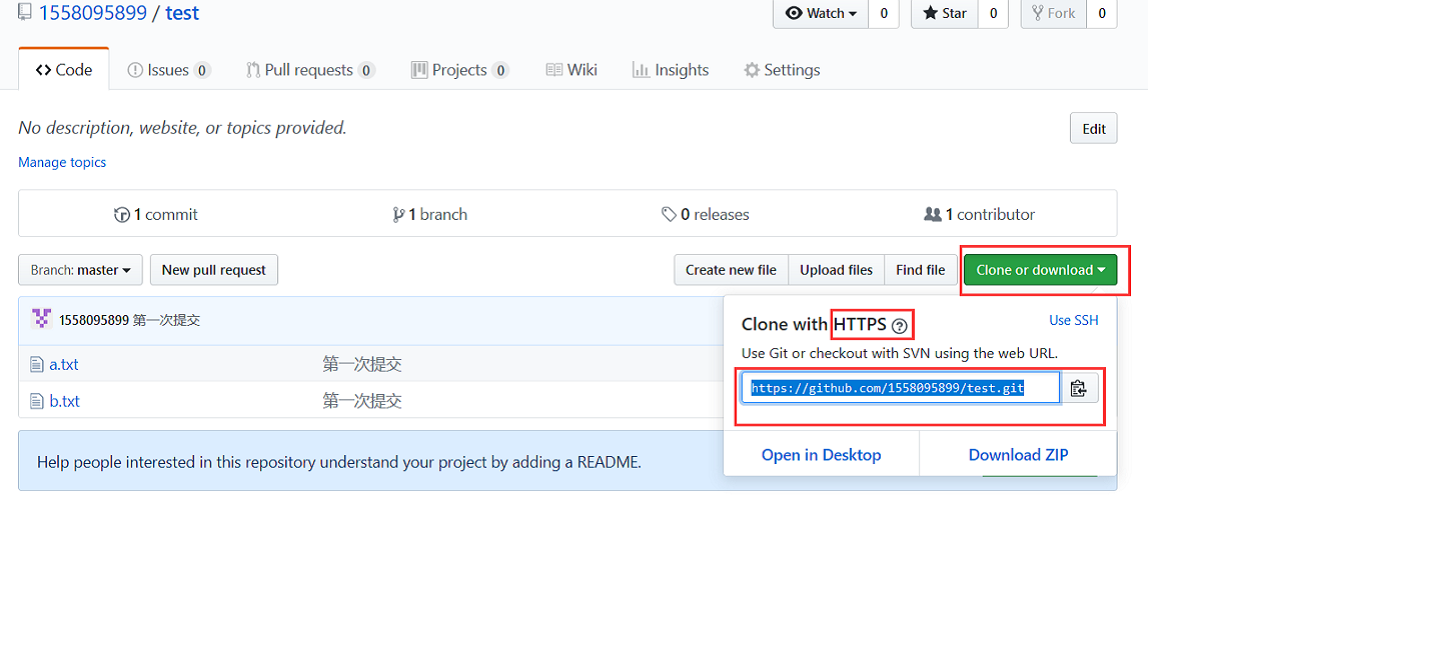 1558095899 / test
Watch 0 Star 0 Fork 0
Code Issues 0 Pull requests 0 Projects 0 Wiki Insights Settings
No description, website, or topics provided. Edit
Manage topics
1 commit 1 branch 0 releases 1 contributor
Branch: master New pull request Create new file Upload files Find file Clone or download
1558095899 第一次提交
a.txt 第一次提交
b.txt 第一次提交
Help people interested in this repository understand your project by adding a README.
Clone with HTTPS ? Use SSH
Use Git or checkout with SVN using the web URL.
https://github.com/1558095899/test.git
Open in Desktop Download ZIP